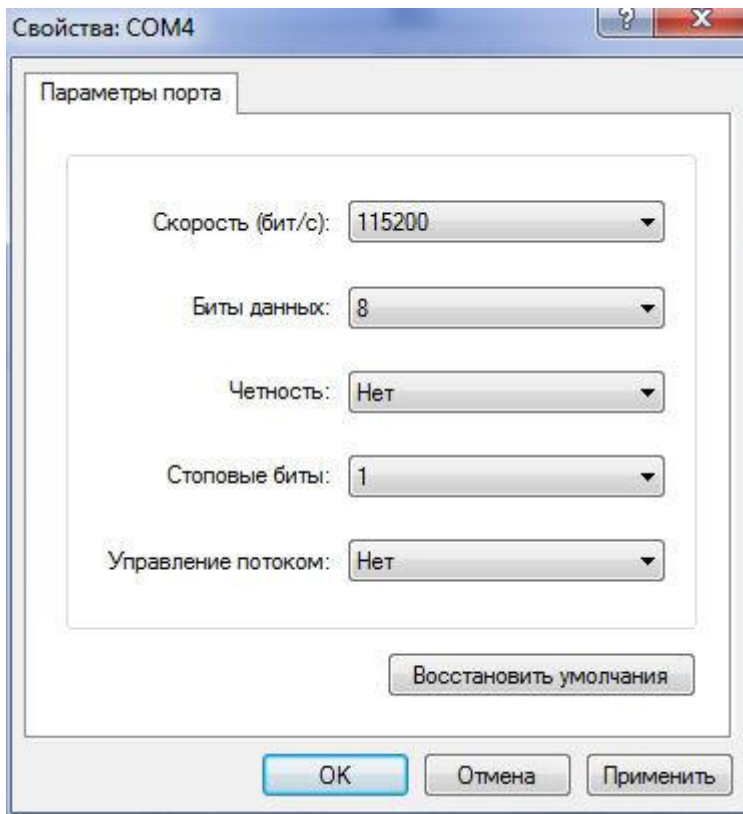 Свойства: COM4
Параметры порта
Скорость (бит/с): 115200
Биты данных: 8
Четность: Нет
Стоповые биты: 1
Управление потоком: Нет
Восстановить умолчания
OK Отмена Применить